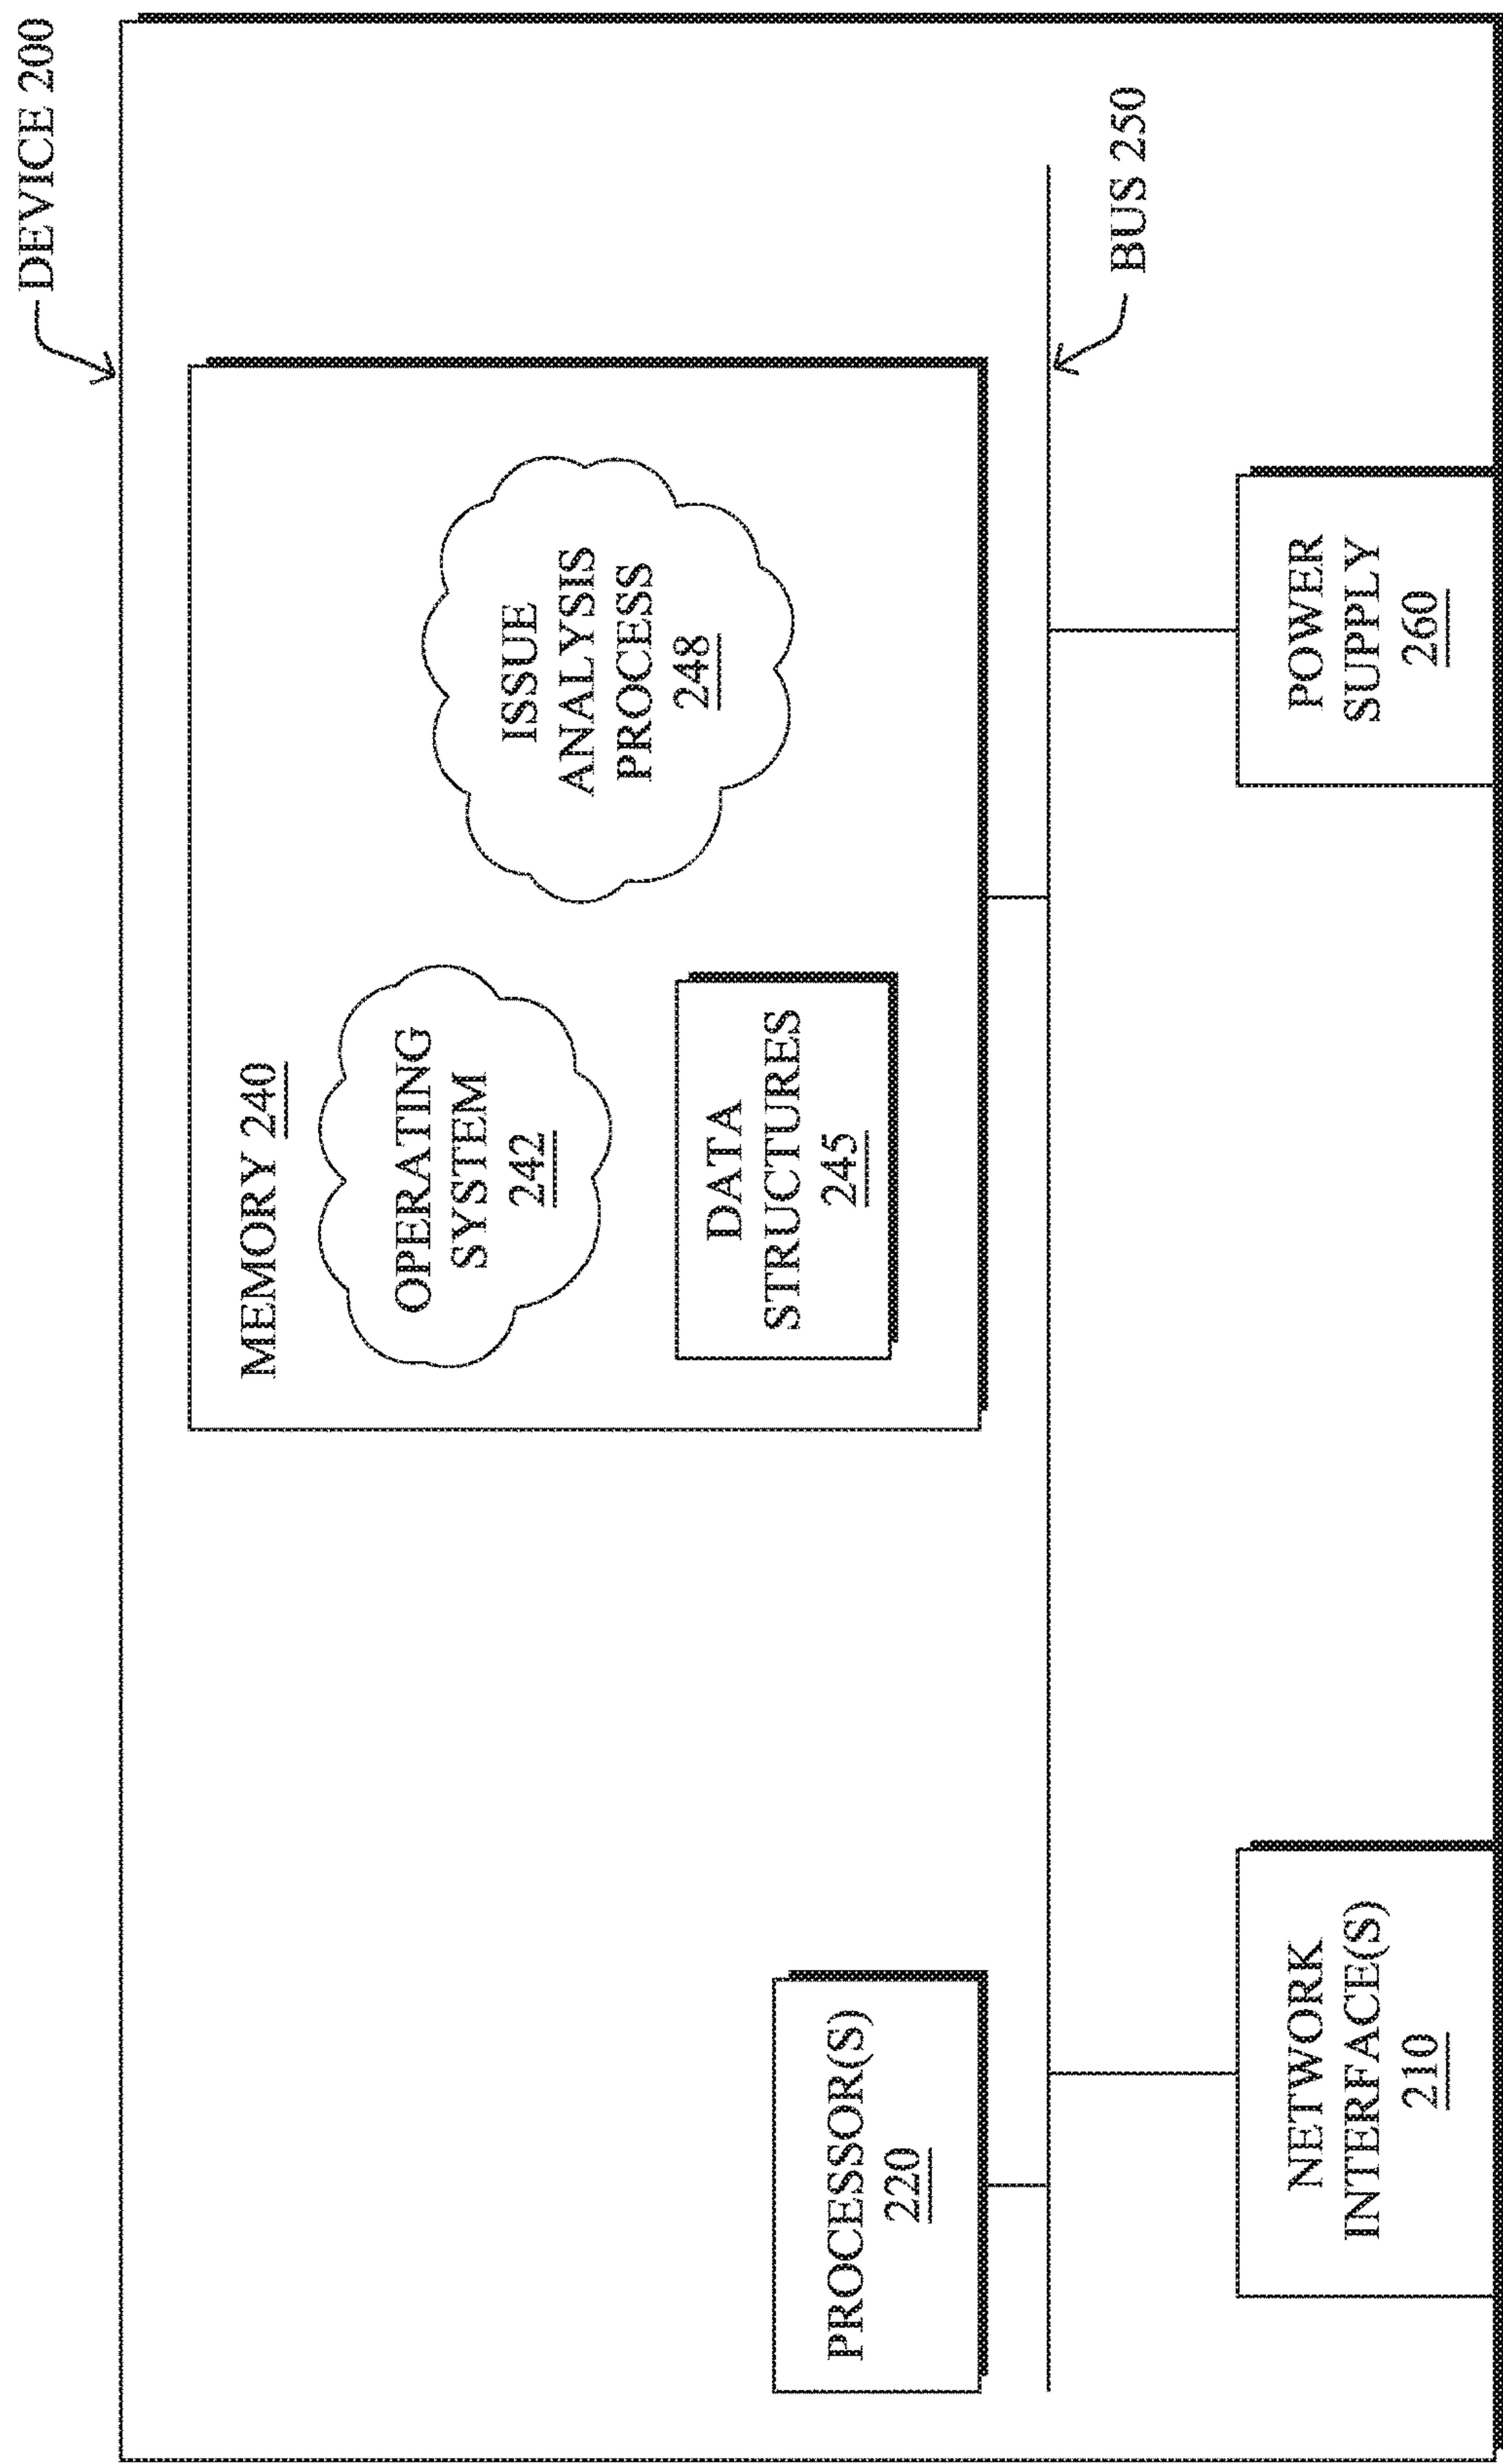 DEVICE 200
MEMORY 240
OPERATING
SYSTEM
242
DATA
STRUCTURES
245
ISSUE
ANALYSIS
PROCESS
248
PROCESSOR(S)
220
BUS 250
NETWORK
INTERFACE(S)
210
POWER
SUPPLY
260